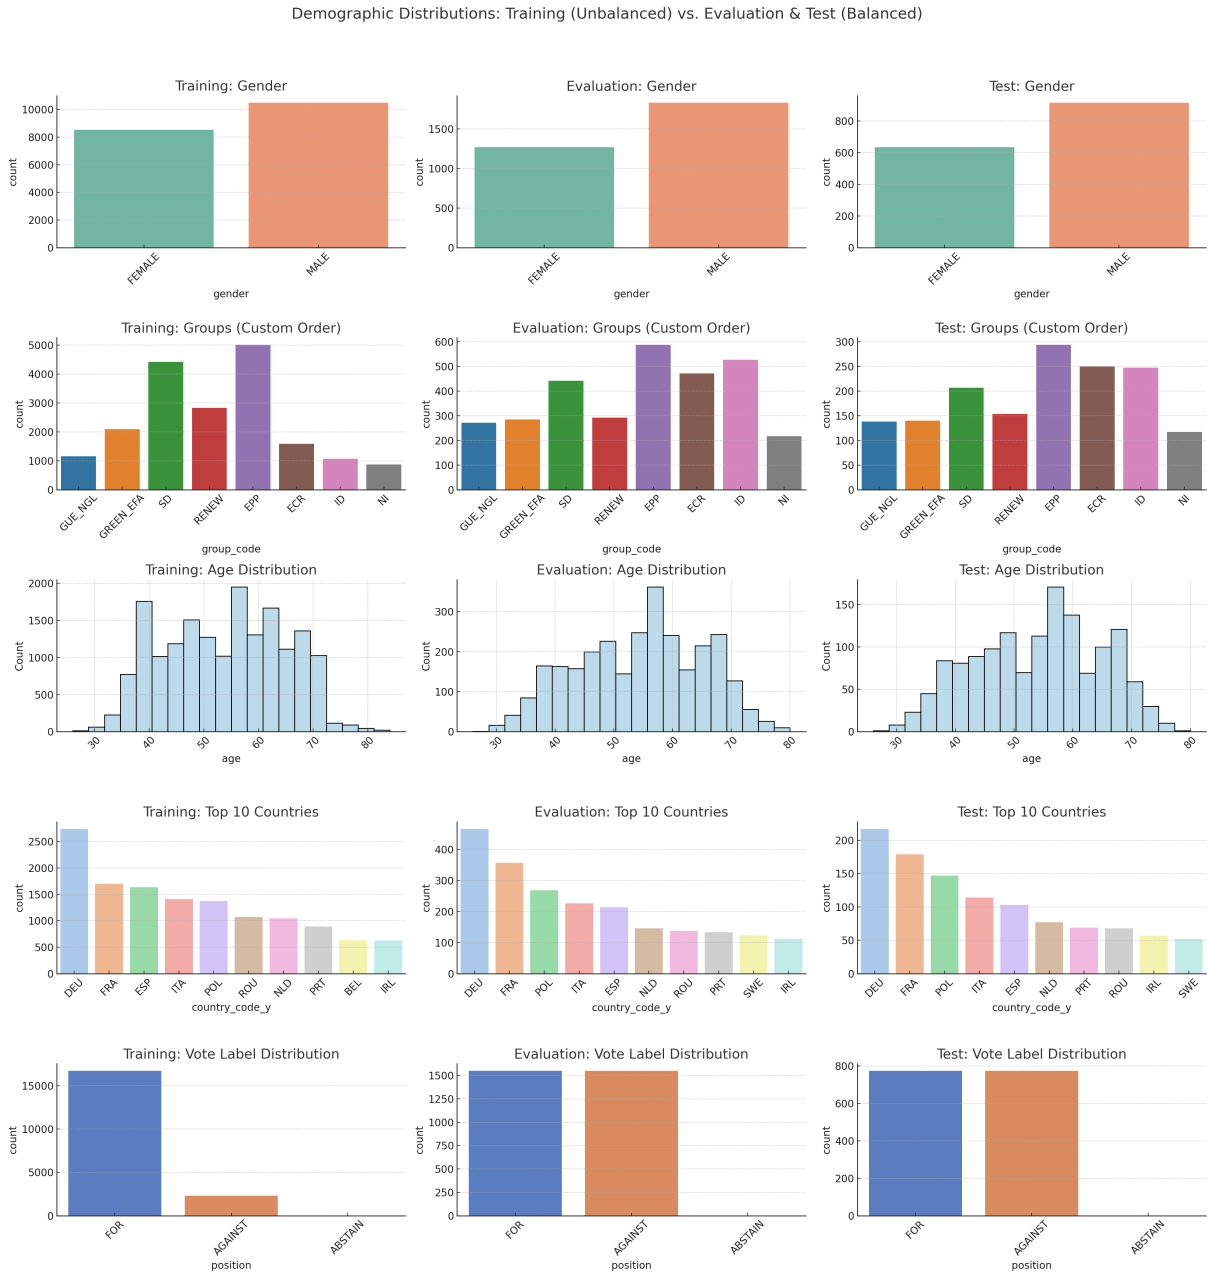 Demographic Distributions: Training (Unbalanced) vs. Evaluation & Test (Balanced)
Training: Gender
count
10000
8000
6000
4000
2000
0
FEMALE
MALE
gender
Evaluation: Gender
count
1500
1000
500
0
FEMALE
MALE
gender
Test: Gender
count
800
600
400
200
0
FEMALE
MALE
gender
Training: Groups (Custom Order)
count
5000
4000
3000
2000
1000
0
GUE_NGL
GREEN_EFA
SD
RENEW
EPP
ECR
ID
NI
group_code
Evaluation: Groups (Custom Order)
count
600
500
400
300
200
100
0
GUE_NGL
GREEN_EFA
SD
RENEW
EPP
ECR
ID
NI
group_code
Test: Groups (Custom Order)
count
300
250
200
150
100
50
0
GUE_NGL
GREEN_EFA
SD
RENEW
EPP
ECR
ID
NI
group_code
Training: Age Distribution
Count
2000
1500
1000
500
0
30
40
50
60
70
80
age
Evaluation: Age Distribution
Count
300
200
100
0
30
40
50
60
70
80
age
Test: Age Distribution
Count
150
100
50
0
30
40
50
60
70
80
age
Training: Top 10 Countries
count
2500
2000
1500
1000
500
0
DEU
FRA
ESP
ITA
POL
ROU
NLD
PRT
BEL
IRL
country_code_y
Evaluation: Top 10 Countries
count
400
300
200
100
0
DEU
FRA
POL
ITA
ESP
NLD
ROU
PRT
SWE
IRL
country_code_y
Test: Top 10 Countries
count
200
150
100
50
0
DEU
FRA
POL
ITA
ESP
NLD
PRT
ROU
IRL
SWE
country_code_y
Training: Vote Label Distribution
count
15000
10000
5000
0
FOR
AGAINST
ABSTAIN
position
Evaluation: Vote Label Distribution
count
1500
1250
1000
750
500
250
0
FOR
AGAINST
ABSTAIN
position
Test: Vote Label Distribution
count
800
600
400
200
0
FOR
AGAINST
ABSTAIN
position